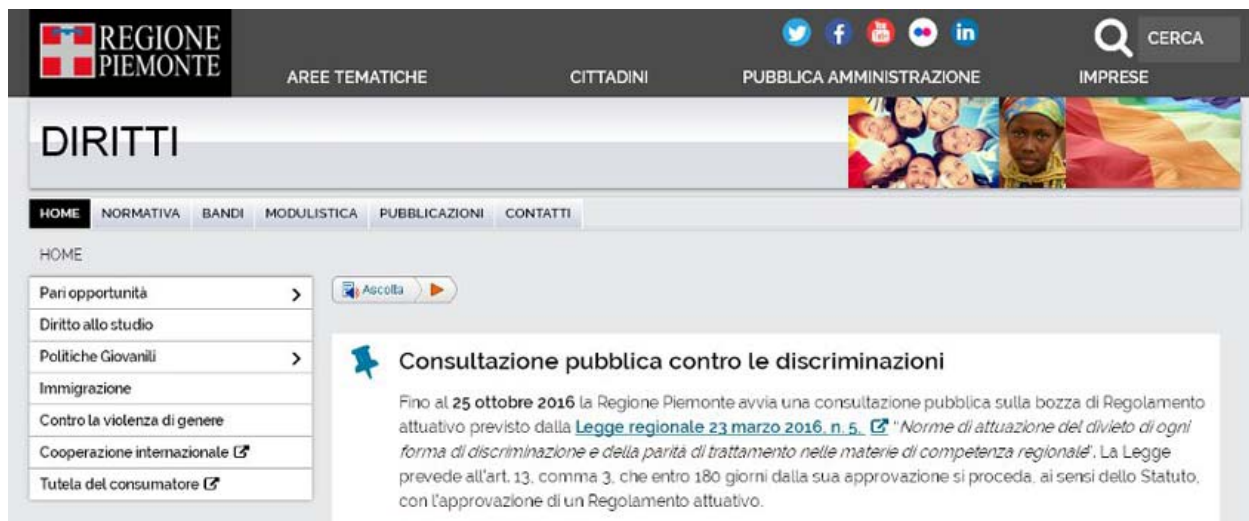 REGIONE
PIEMONTE
CERCA
AREE TEMATICHE
CITTADINI
PUBBLICA AMMINISTRAZIONE
IMPRESE
DIRITTI
HOME
NORMATIVA
BANDI
MODULISTICA
PUBBLICAZIONI
CONTATTI
HOME
Pari opportunità
Diritto allo studio
Politiche Giovanili
Immigrazione
Contro la violenza di genere
Cooperazione internazionale
Tutela del consumatore
Ascolta
Consultazione pubblica contro le discriminazioni
Fino al 25 ottobre 2016 la Regione Piemonte avvia una consultazione pubblica sulla bozza di Regolamento
attuativo previsto dalla Legge regionale 23 marzo 2016, n. 5, "Norme di attuazione del divieto di ogni
forma di discriminazione e della parità di trattamento nelle materie di competenza regionale". La Legge
prevede all'art. 13, comma 3, che entro 180 giorni dalla sua approvazione si proceda, ai sensi dello Statuto,
con l'approvazione di un Regolamento attuativo.